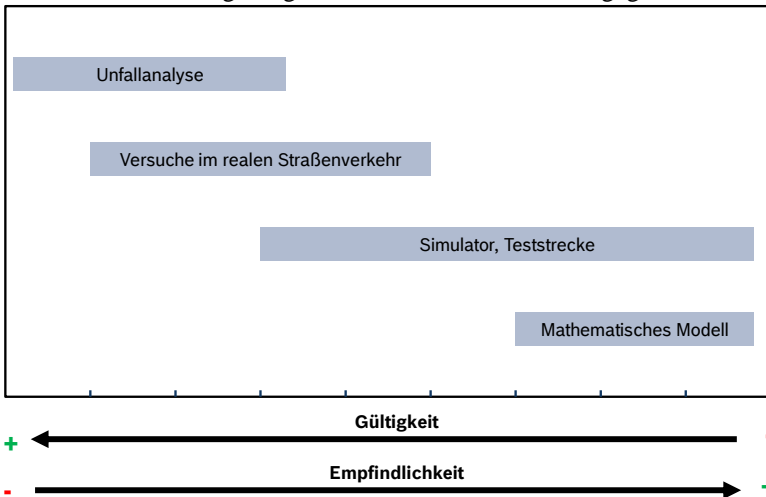 Unfallanalyse
Versuche im realen Straßenverkehr
Simulator, Teststrecke
Mathematisches Modell
Gültigkeit
+
Empfindlichkeit
-